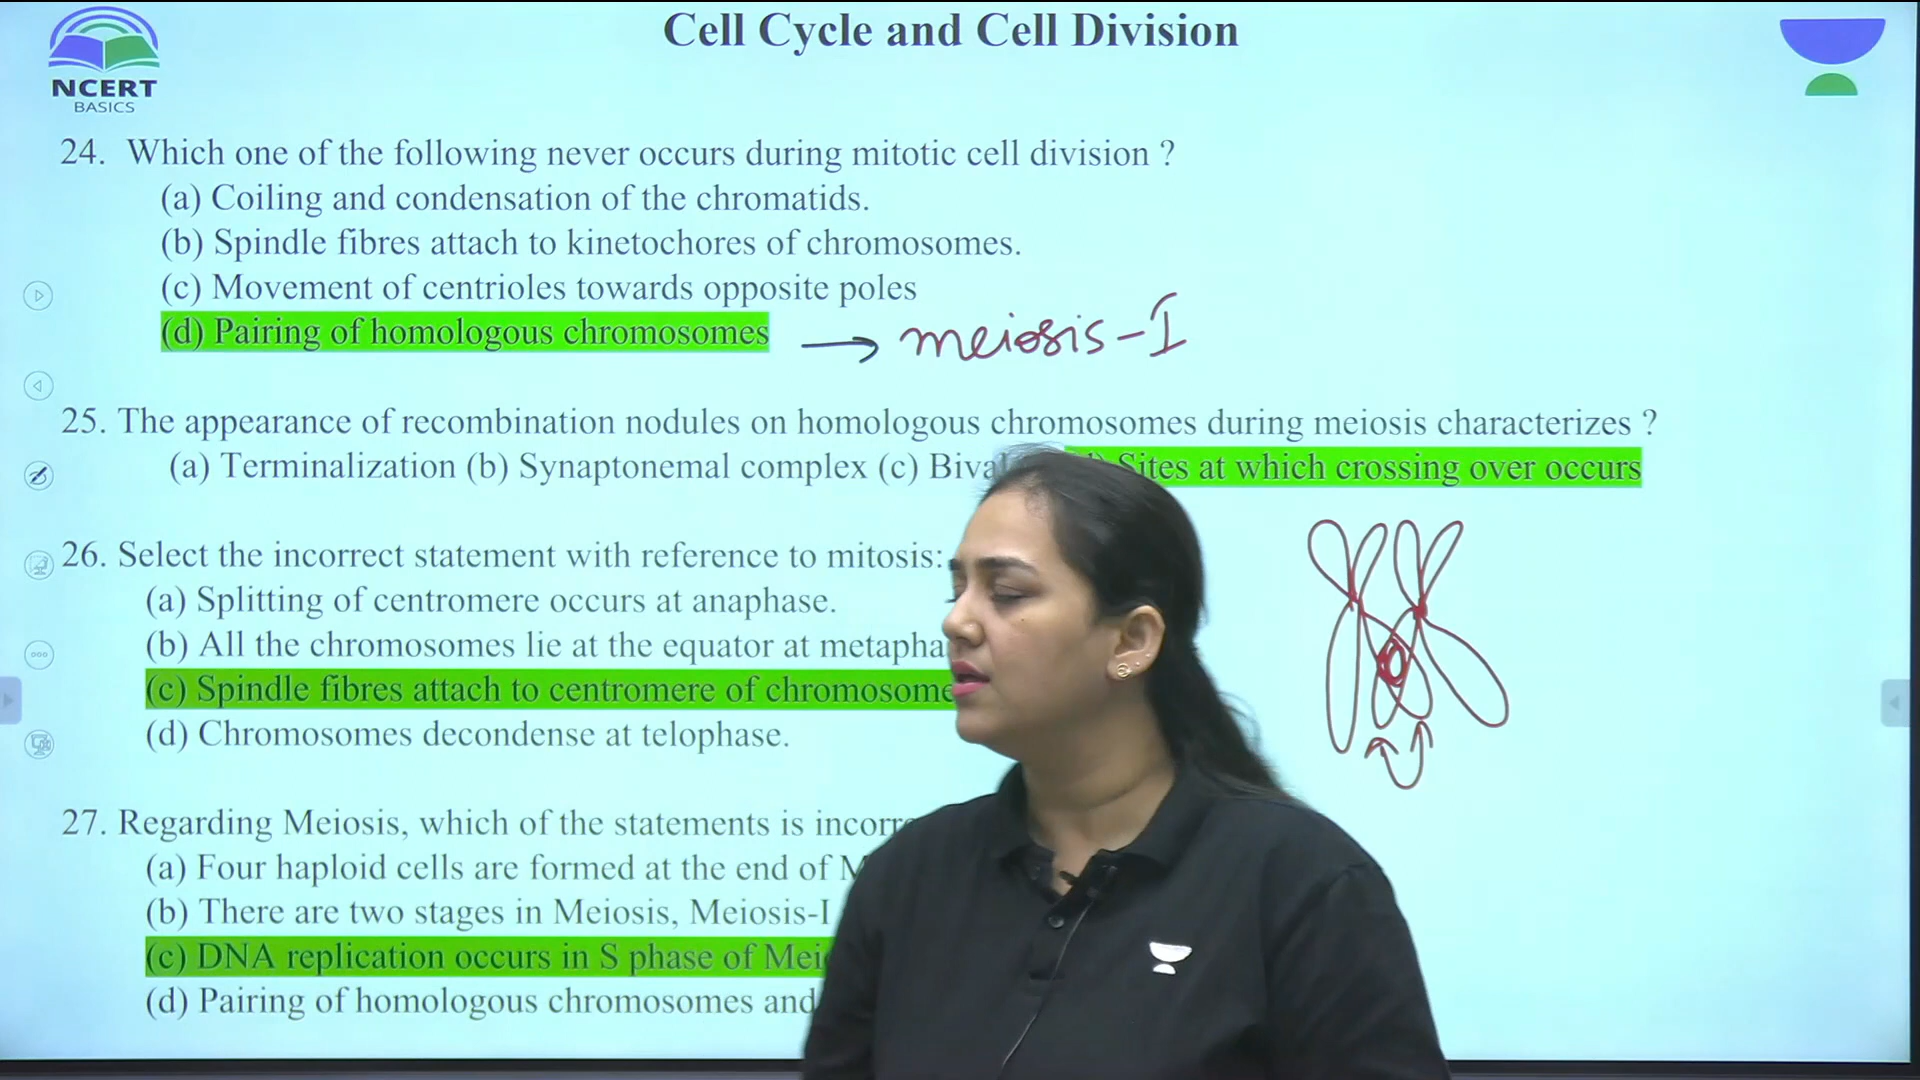 Cell Cycle and Cell Division
NCERT
BASICS
24. Which one of the following never occurs during mitotic cell division ?
(a) Coiling and condensation of the chromatids.
(b) Spindle fibres attach to kinetochores of chromosomes.
(c) Movement of centrioles towards opposite poles
(d) Pairing of homologous chromosomes → meiosis-I
25. The appearance of recombination nodules on homologous chromosomes during meiosis characterizes ?
(a) Terminalization (b) Synaptonemal complex (c) Sites at which crossing over occurs
26. Select the incorrect statement with reference to mitosis:
(a) Splitting of centromere occurs at anaphase.
(b) All the chromosomes lie at the equator at
(c) Spindle fibres attach to centromere of
(d) Chromosomes decondense at telophase.
27. Regarding Meiosis, which of the statements is
(a) Four haploid cells are formed at the end of
(b) There are two stages in Meiosis, Meiosis-I
(c) DNA replication occurs in S phase of
(d) Pairing of homologous chromosomes and